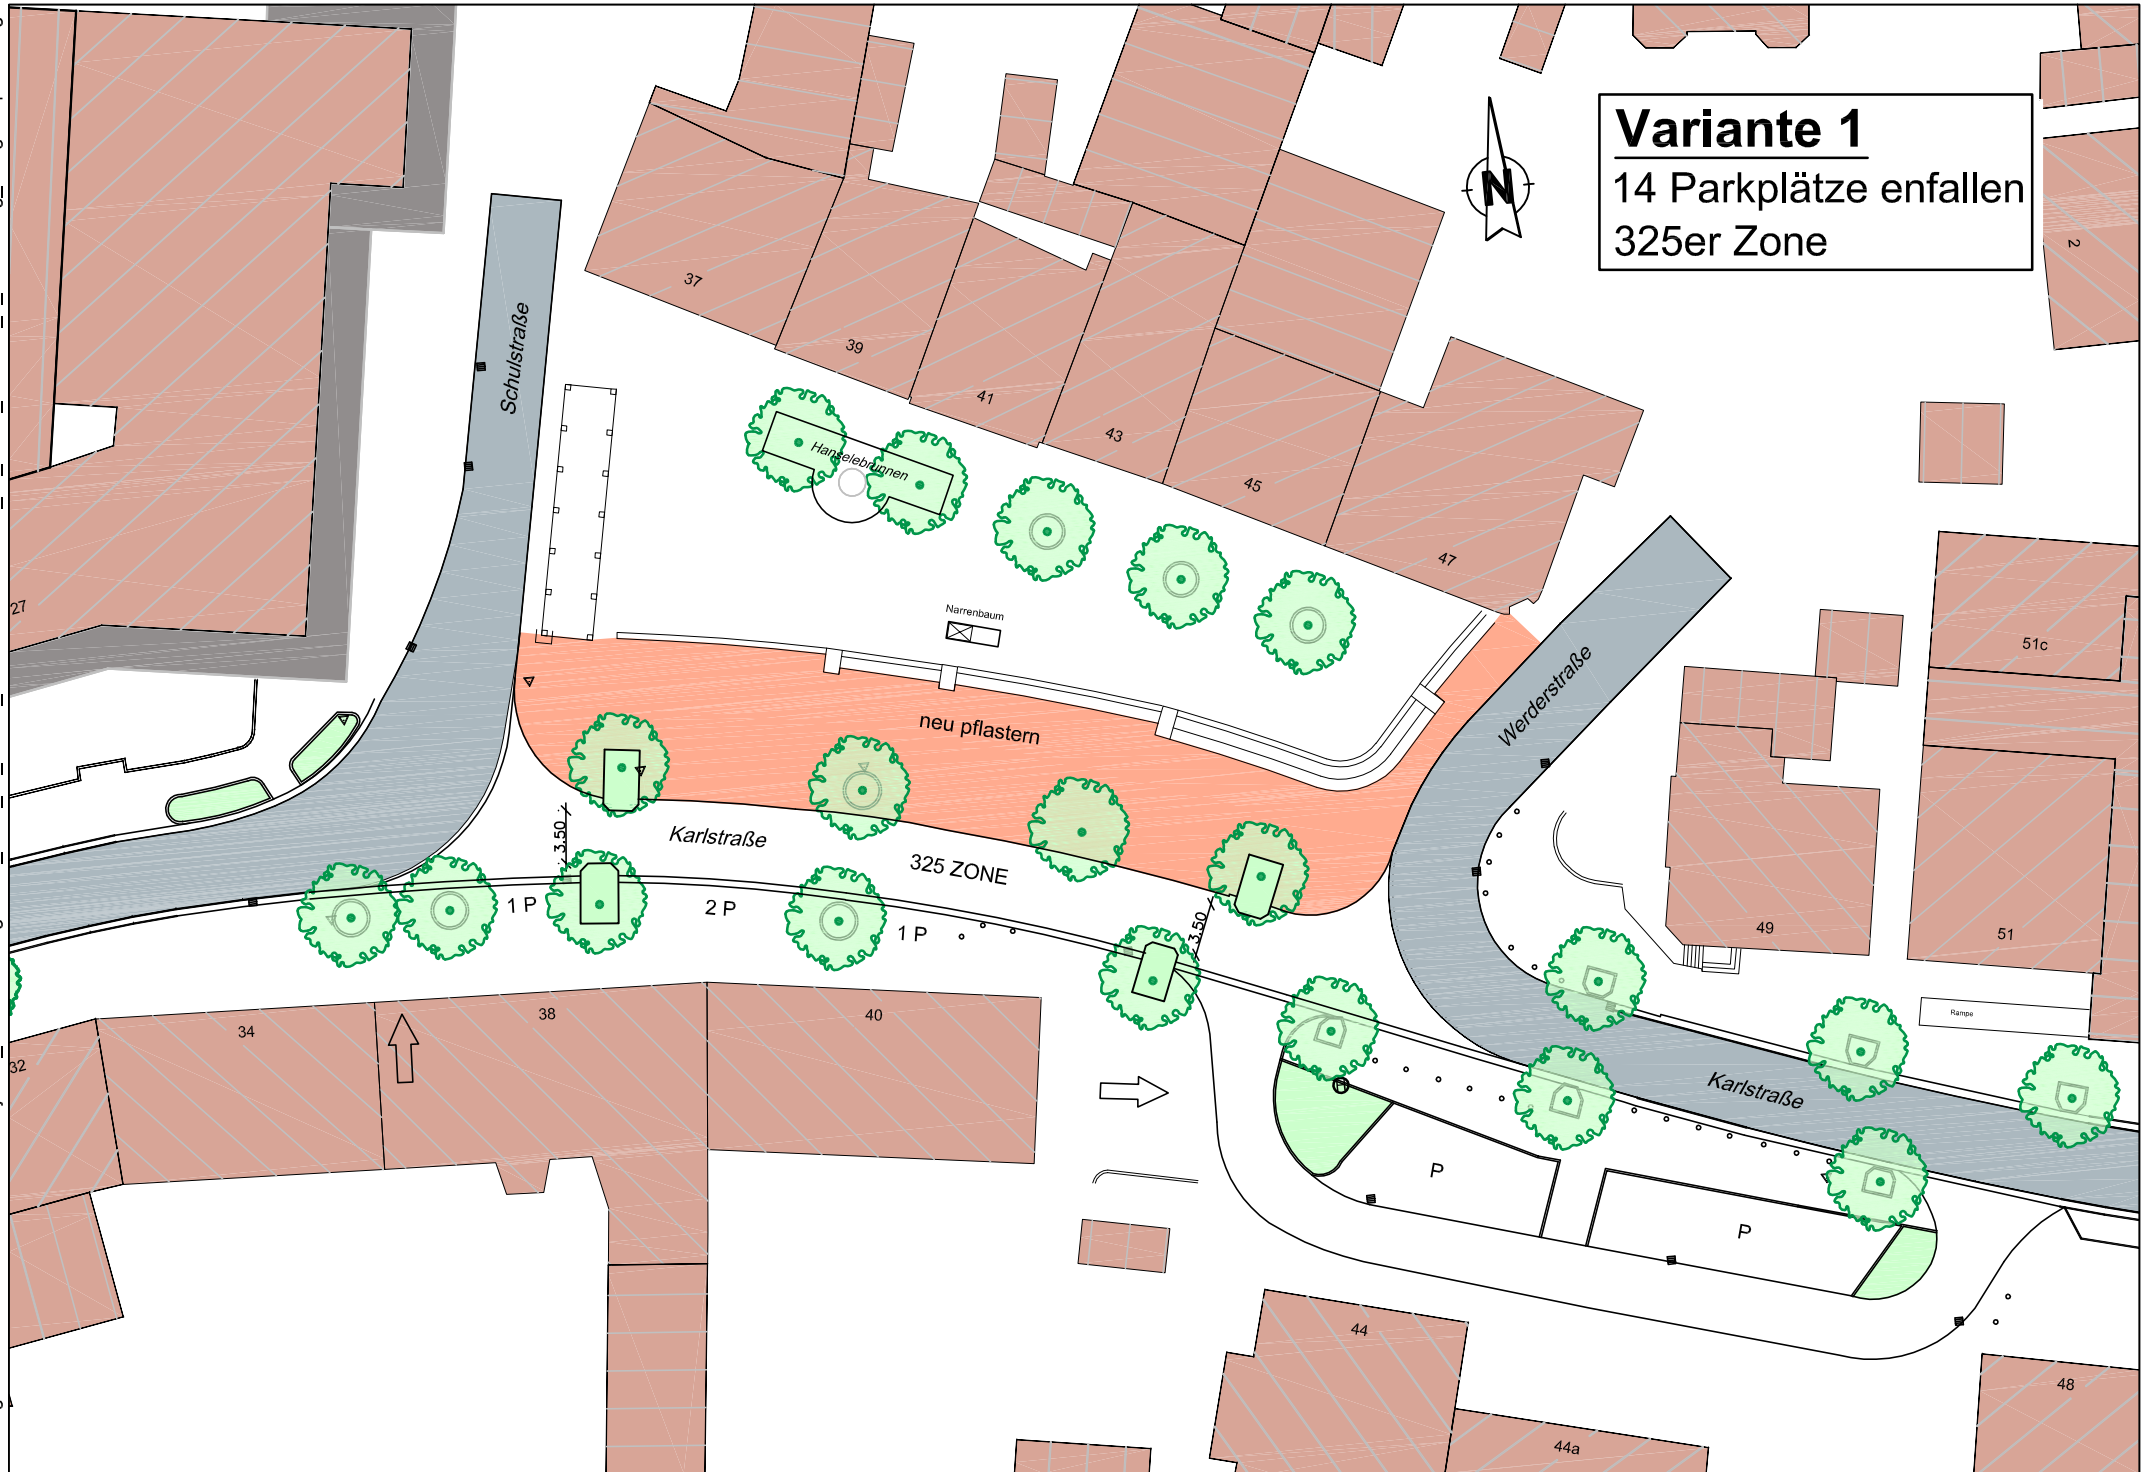 Variante 1
14 Parkplätze enfallen
325er Zone
N
2
37
39
41
43
45
47
Schulstraße
Hanselebrunnen
Narrenbaum
27
neu pflastern
Werderstraße
51c
3.50
Karlstraße
325 ZONE
1 P
2 P
1 P
3.50
49
51
Rampe
32
34
38
40
Karlstraße
P
P
44
44a
48